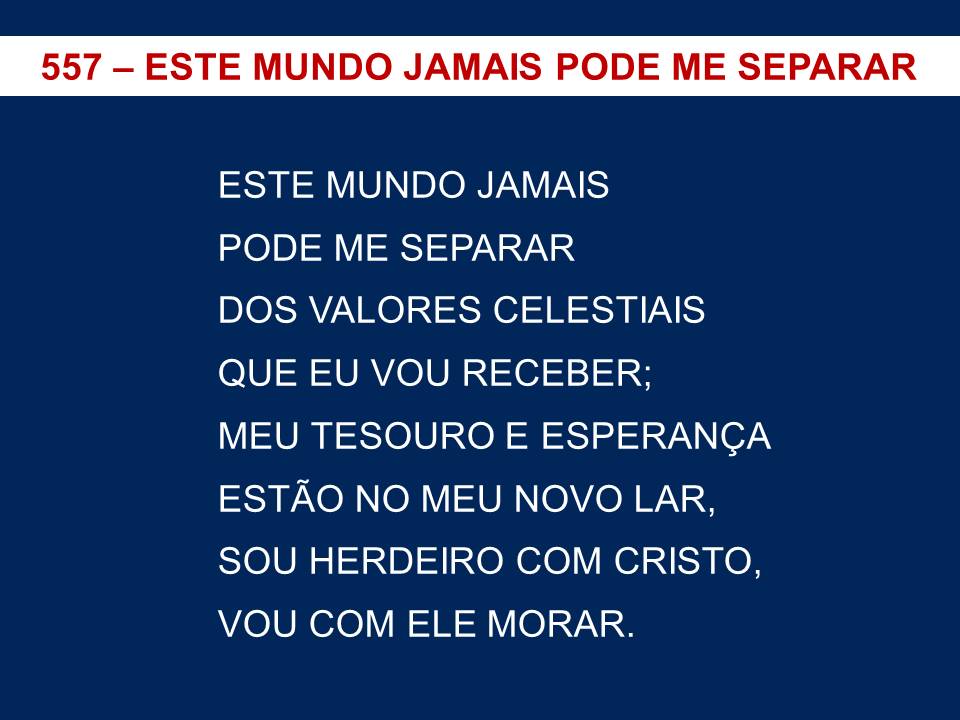 557 – ESTE MUNDO JAMAIS PODE ME SEPARAR
ESTE MUNDO JAMAIS
PODE ME SEPARAR
DOS VALORES CELESTIAIS
QUE EU VOU RECEBER;
MEU TESOURO E ESPERANÇA
ESTÃO NO MEU NOVO LAR,
SOU HERDEIRO COM CRISTO,
VOU COM ELE MORAR.